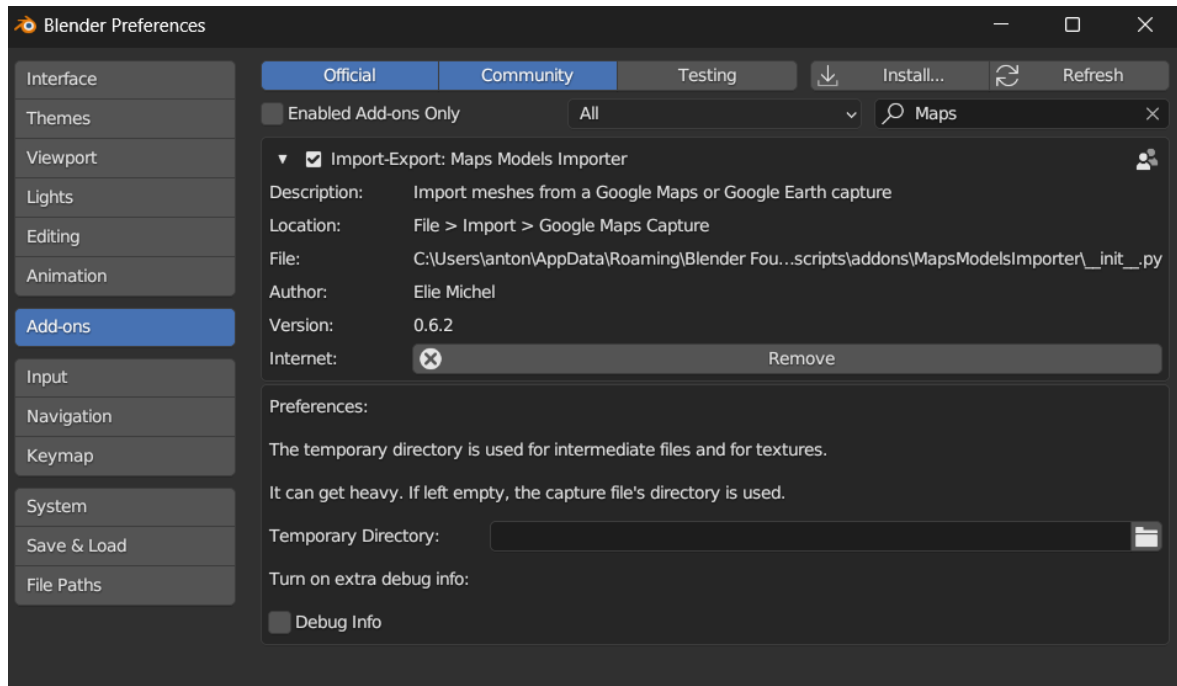 Blender Preferences
Interface
Themes
Viewport
Lights
Editing
Animation
Add-ons
Input
Navigation
Keymap
System
Save & Load
File Paths
Official Community Testing Install... Refresh
Enabled Add-ons Only All Maps
Import-Export: Maps Models Importer
Description: Import meshes from a Google Maps or Google Earth capture
Location: File > Import > Google Maps Capture
File: C:\Users\anton\AppData\Roaming\Blender Fou...scripts\addons\MapsModelsImporter\__init__.py
Author: Elie Michel
Version: 0.6.2
Internet: Remove
Preferences:
The temporary directory is used for intermediate files and for textures.
It can get heavy. If left empty, the capture file's directory is used.
Temporary Directory:
Turn on extra debug info:
Debug Info